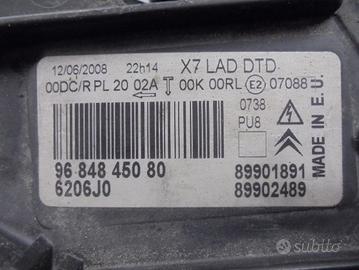 12/06/2008 22h14 X7 LAD DTD
00DC/R PL 20 02A T 00K 00RL E2 07088
0738
PU8
MADE IN E.U.
96 848 450 80
6206J0
89901891
89902489
subito